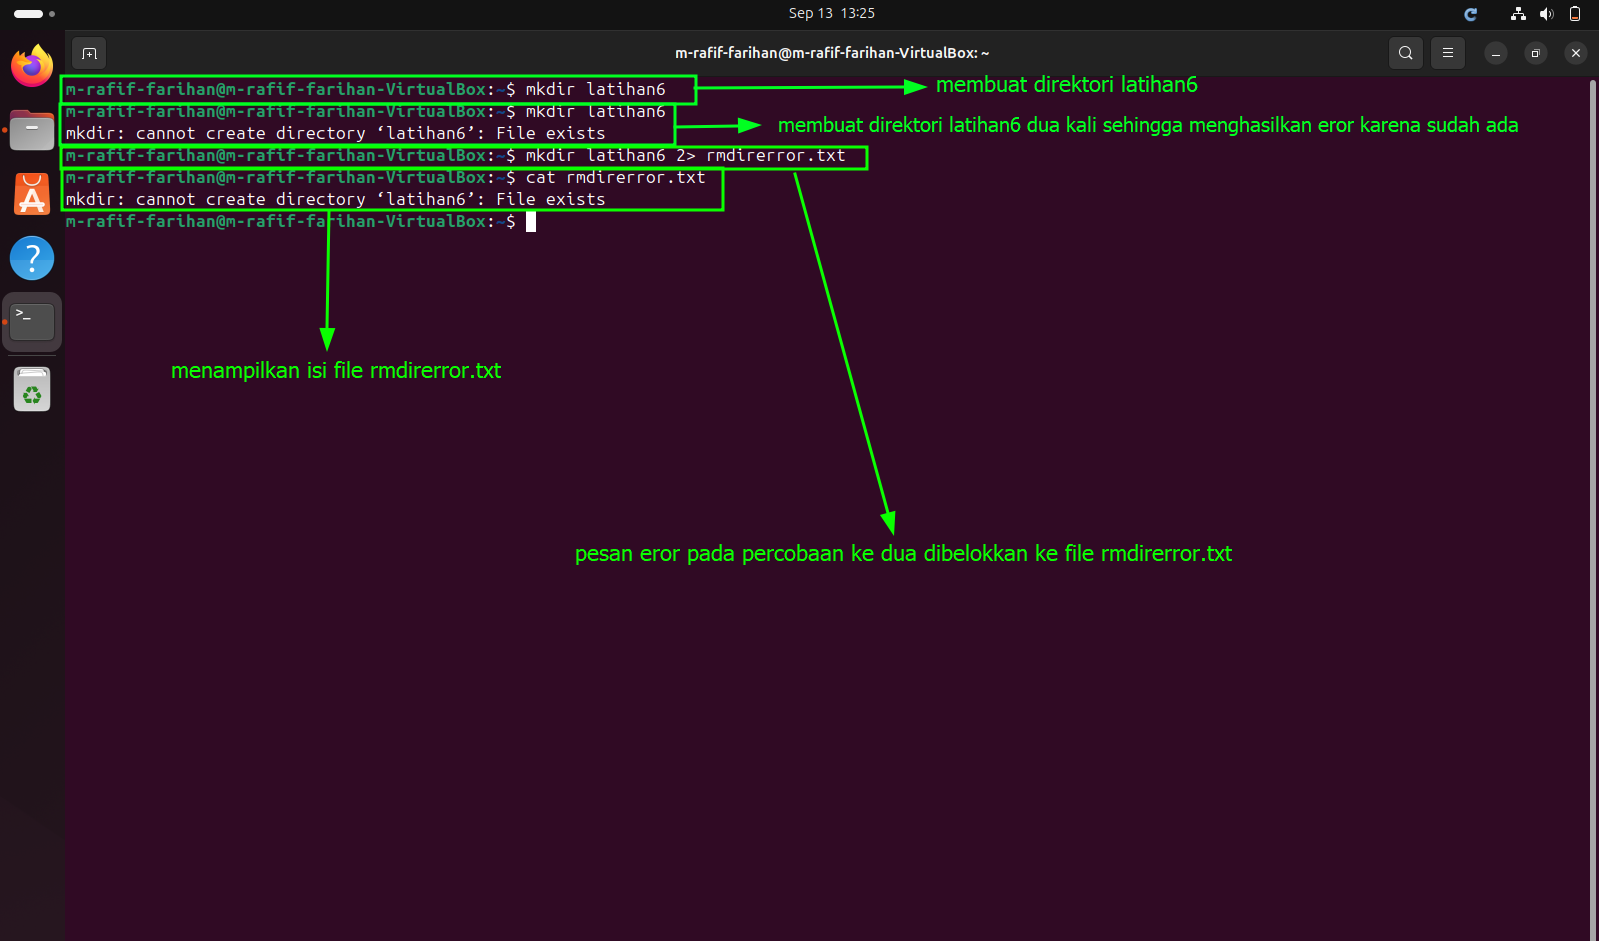 Sep 13 13:25
m-rafif-farihan@m-rafif-farihan-VirtualBox: ~
m-rafif-farihan@m-rafif-farihan-VirtualBox:~$ mkdir latihan6
membuat direktori latihan6
m-rafif-farihan@m-rafif-farihan-VirtualBox:~$ mkdir latihan6
mkdir: cannot create directory ‘latihan6’: File exists
membuat direktori latihan6 dua kali sehingga menghasilkan eror karena sudah ada
m-rafif-farihan@m-rafif-farihan-VirtualBox:~$ mkdir latihan6 2> rmdirerror.txt
m-rafif-farihan@m-rafif-farihan-VirtualBox:~$ cat rmdirerror.txt
mkdir: cannot create directory ‘latihan6’: File exists
m-rafif-farihan@m-rafif-farihan-VirtualBox:~$
menampilkan isi file rmdirerror.txt
pesan eror pada percobaan ke dua dibelokkan ke file rmdirerror.txt